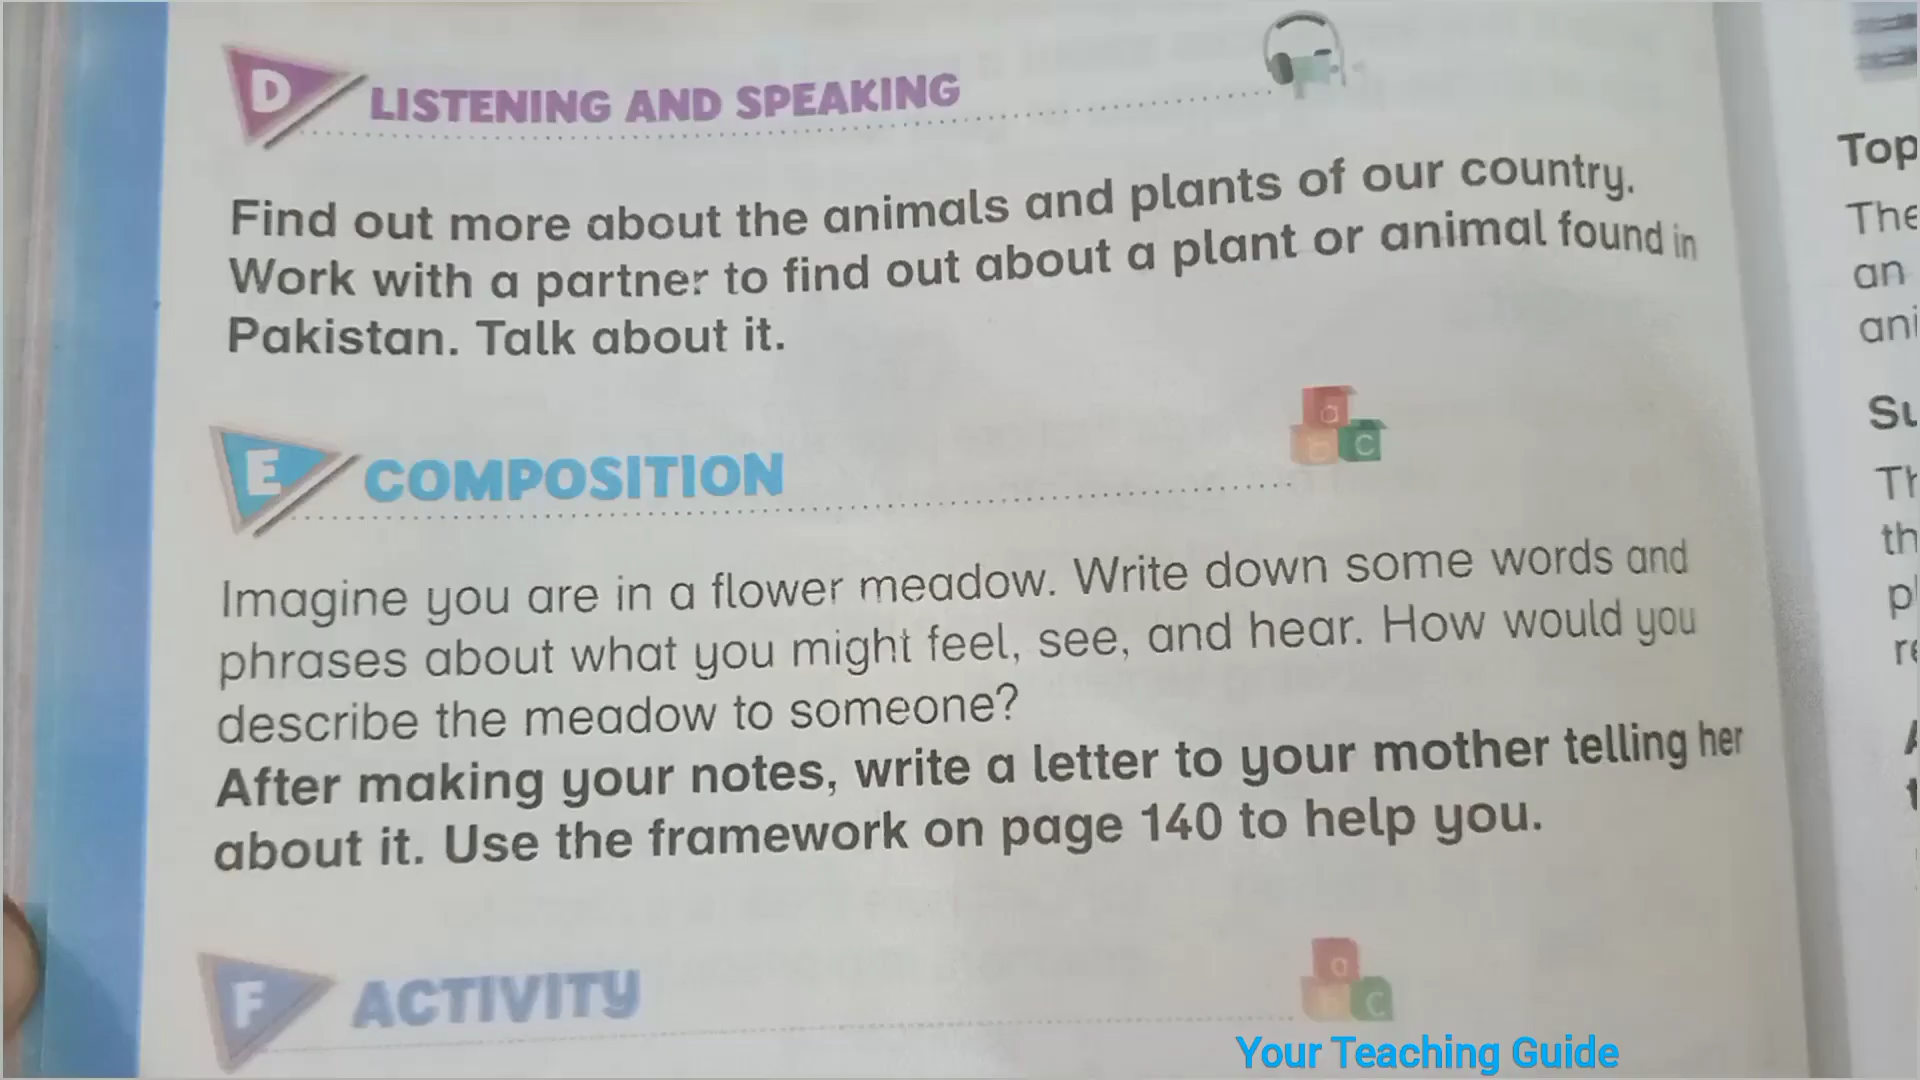 D LISTENING AND SPEAKING
Find out more about the animals and plants of our country.
Work with a partner to find out about a plant or animal found in
Pakistan. Talk about it.
a
c
E COMPOSITION
Imagine you are in a flower meadow. Write down some words and
phrases about what you might feel, see, and hear. How would you
describe the meadow to someone?
After making your notes, write a letter to your mother telling her
about it. Use the framework on page 140 to help you.
a
c
F ACTIVITY
Your Teaching Guide
Top
The
an
ani